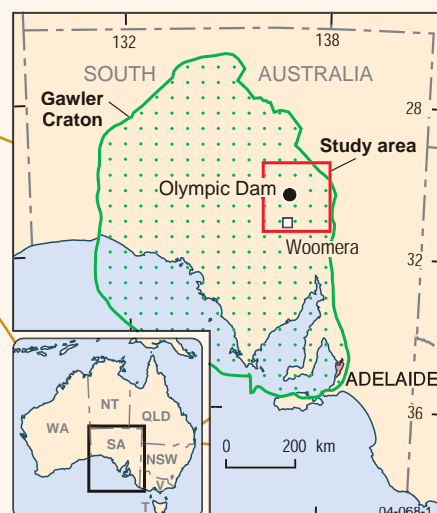 132 138
SOUTH AUSTRALIA
Gawler
Craton
28
Study area
Olympic Dam
Woomera
32
ADELAIDE
36
NT
QLD
WA
SA
NSW
V
T
0 200 km
04-068-1